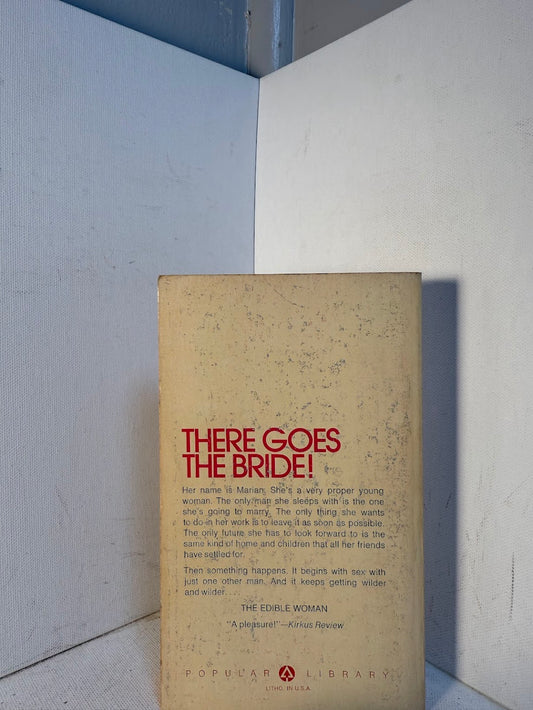 THERE GOES
THE BRIDE!
Her name is Marian. She's a very proper young
woman. The only man she sleeps with is the one
she's going to marry. The only thing she wants
to do in her work is to leave it as soon as possible.
The only future she has to look forward to is the
same kind of home and children that all her friends
have settled for.
Then something happens. It begins with sex with
just one other man. And it keeps getting wilder
and wilder....
THE EDIBLE WOMAN
"A pleasure!"—Kirkus Review
POPULAR LIBRARY
LITHO. IN U.S.A.